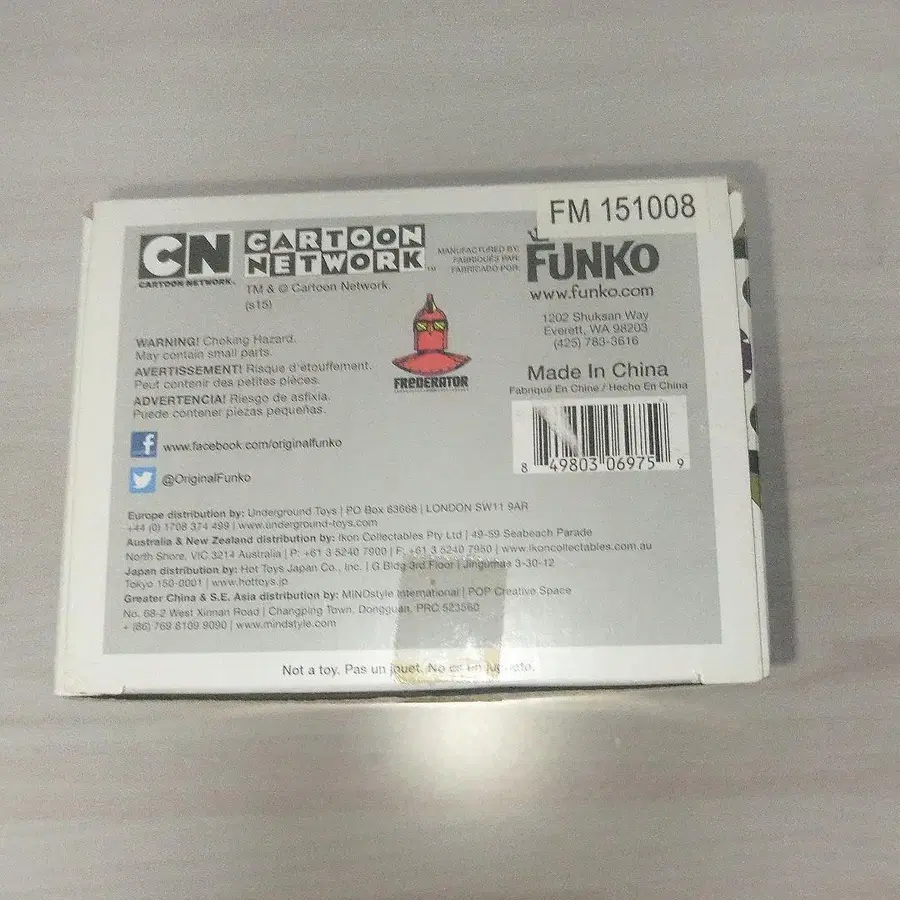 FM 151008
CN
CARTOON NETWORK.
CARTOON
NETWORK
TM
TM & © Cartoon Network.
(s15)
MANUFACTURED BY:
FABRIQUÉS PAR:
FABRICADO POR:
FUNKO
www.funko.com
1202 Shuksan Way
Everett, WA 98203
(425) 783-3616
WARNING! Choking Hazard.
May contain small parts.
AVERTISSEMENT! Risque d'étouffement.
Peut contenir des petites pièces.
ADVERTENCIA! Riesgo de asfixia.
Puede contener piezas pequeñas.
FREDERATOR
Made In China
Fabriqué En Chine / Hecho En China
8 49803 06975 9
f www.facebook.com/originalfunko
@OriginalFunko
Europe distribution by: Underground Toys | PO Box 63668 | LONDON SW11 9AR
+44 (0) 1708 374 499 | www.underground-toys.com
Australia & New Zealand distribution by: Ikon Collectables Pty Ltd | 49-59 Seabeach Parade
North Shore, VIC 3214 Australia | P: +61 3 5240 7900 | F: +61 3 5240 7950 | www.ikoncollectables.com.au
Japan distribution by: Hot Toys Japan Co., Inc. | G Bldg 3rd Floor | Jingumae 3-30-12
Tokyo 150-0001 | www.hottoys.jp
Greater China & S.E. Asia distribution by: MINDstyle International | POP Creative Space
No. 68-2 West Xinnan Road | Changping Town, Dongguan, PRC 523560
+ (86) 769 8109 9090 | www.mindstyle.com
Not a toy. Pas un jouet. No es un juguete.